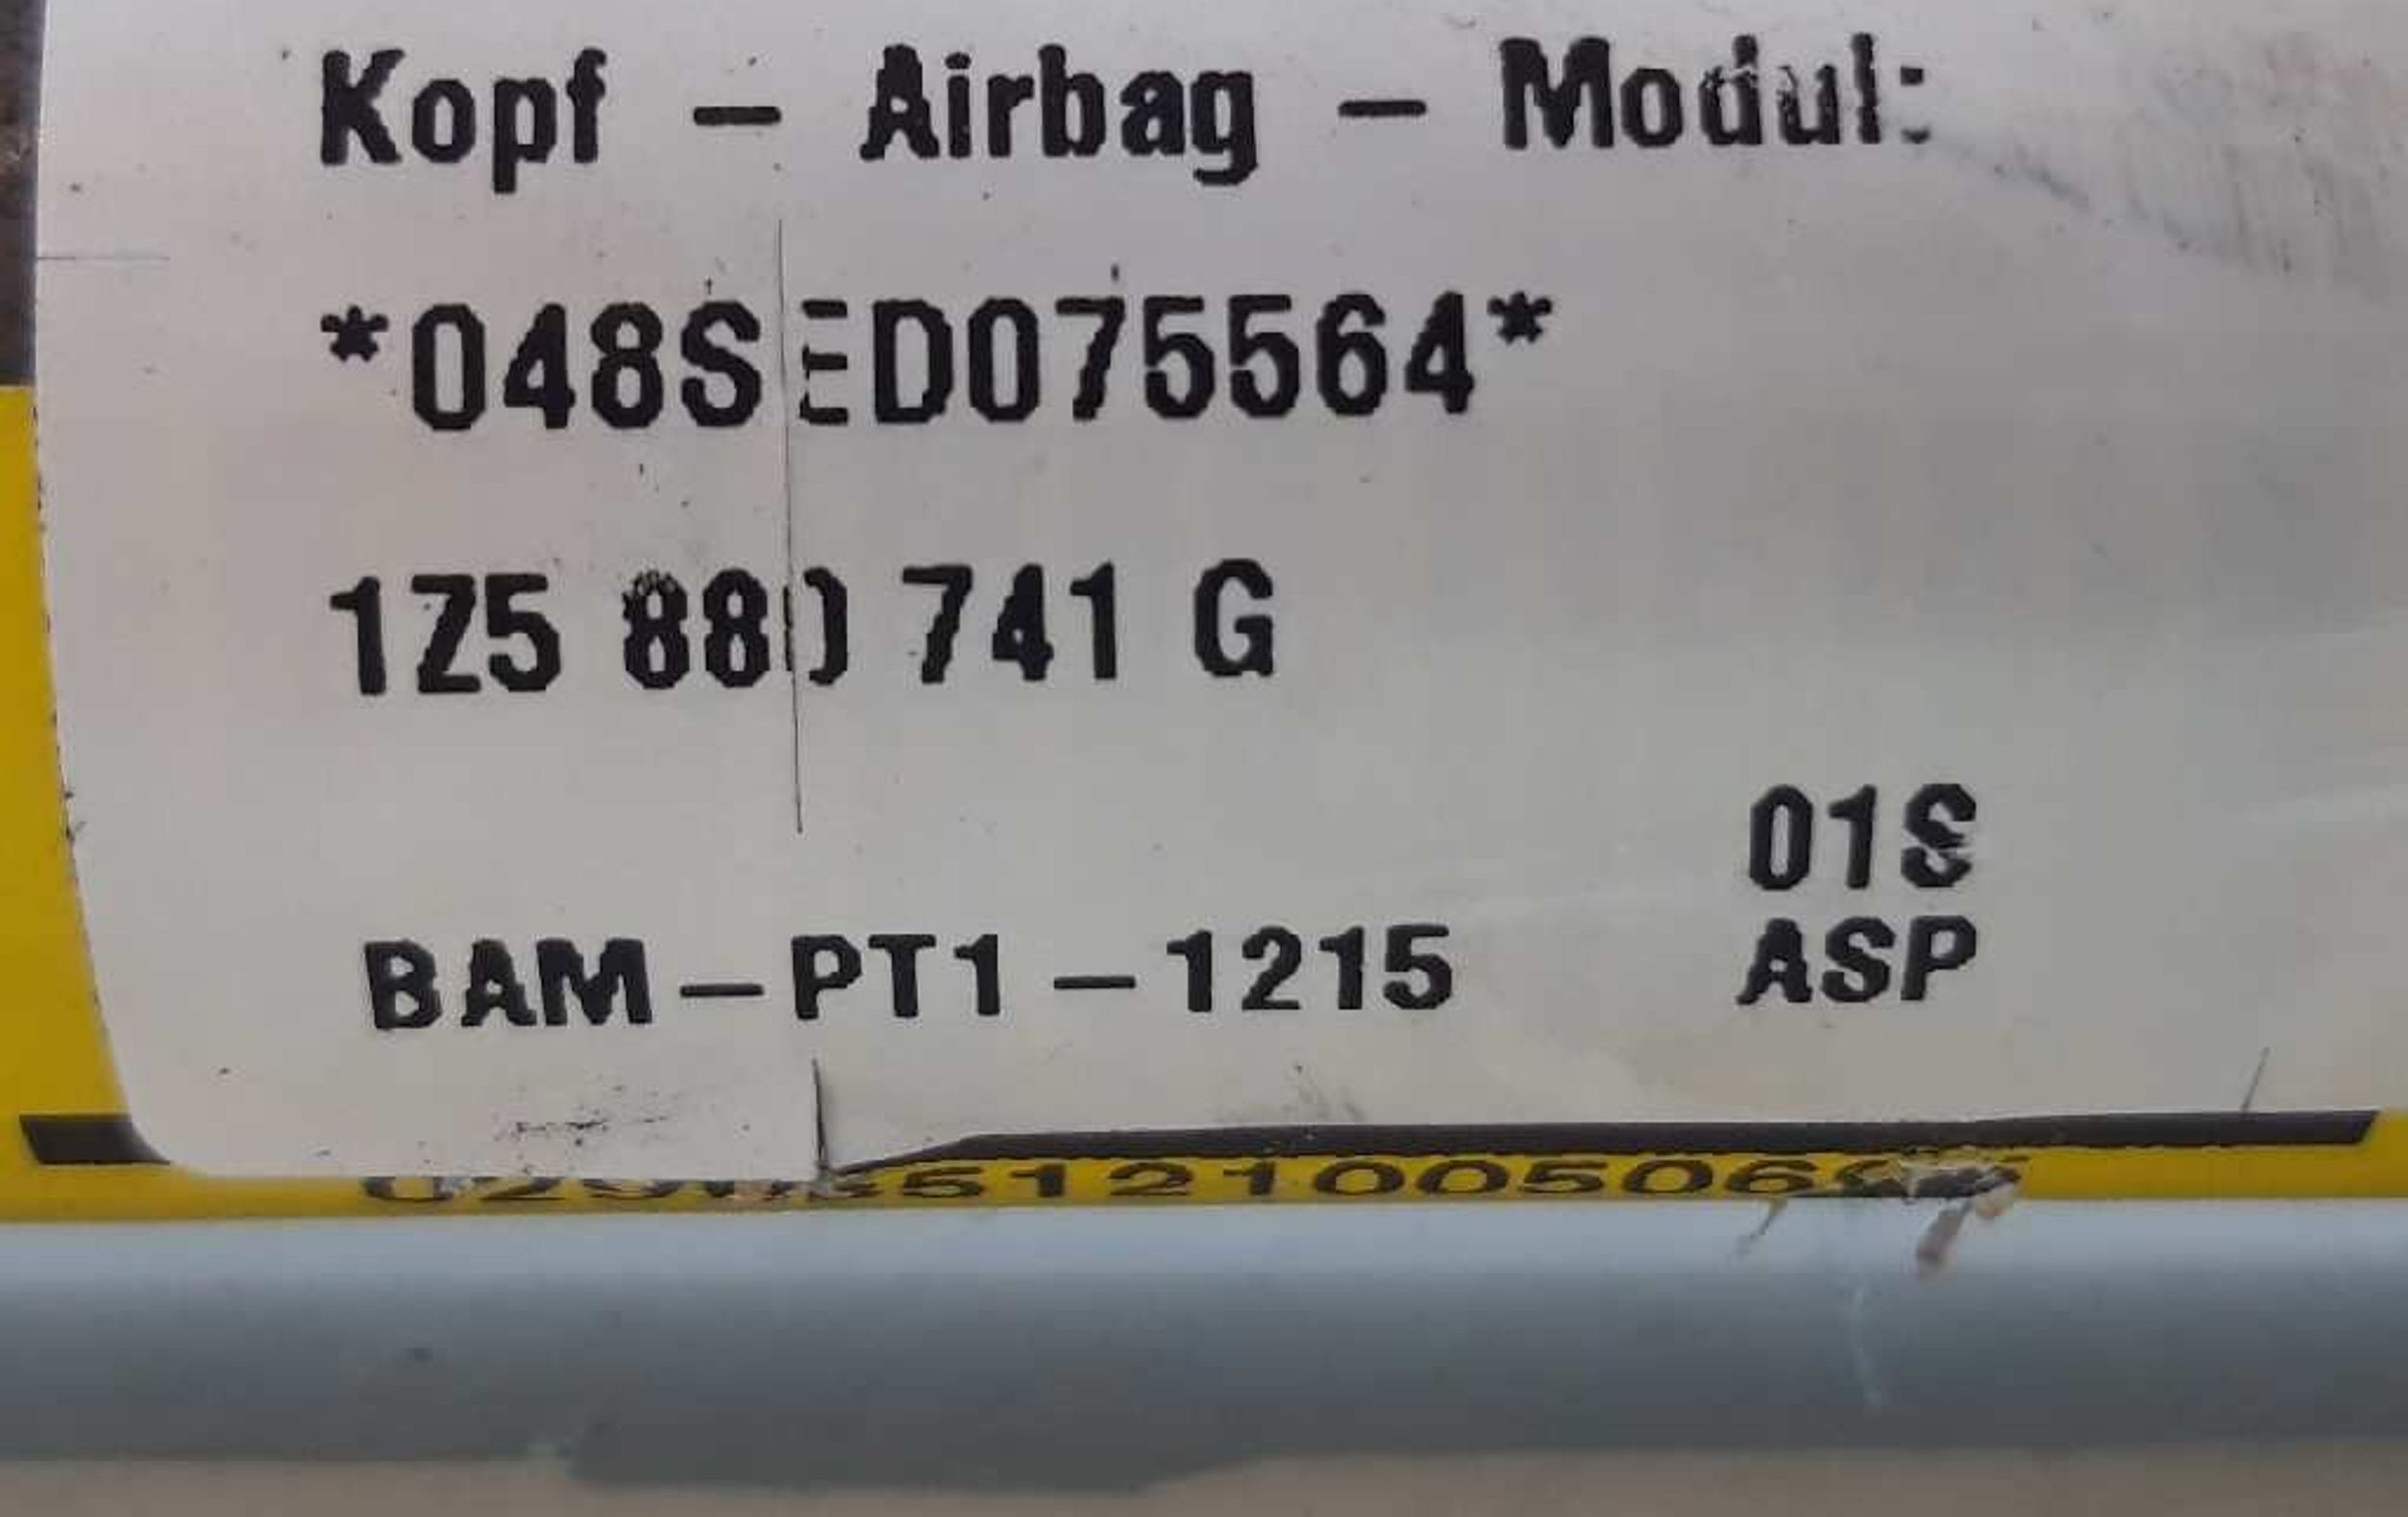 Kopf - Airbag - Modul:
*048SED075564*
1Z5 880 741 G
01S
BAM-PT1-1215 ASP